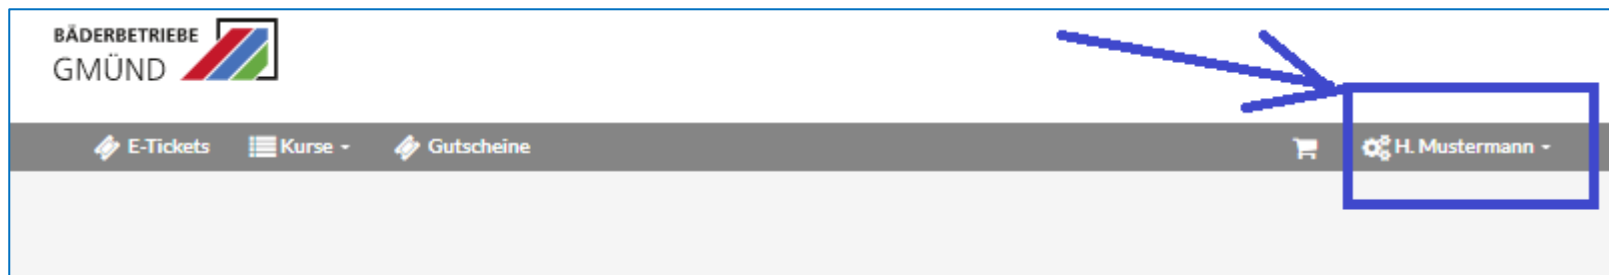 BÄDERBETRIEBE
GMÜND
E-Tickets Kurse Gutscheine H. Mustermann